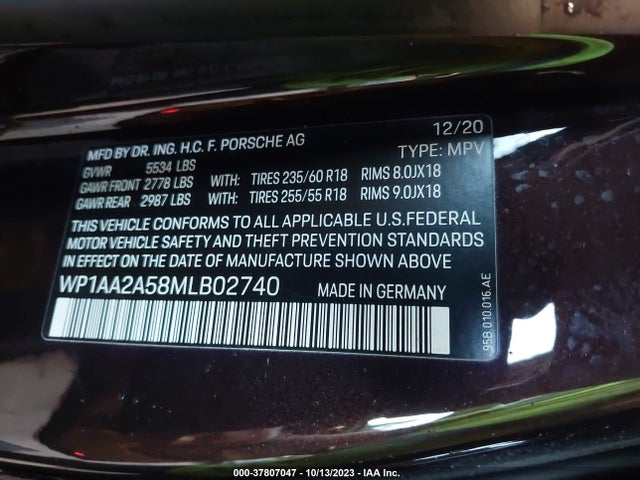 MFD BY DR. ING. H.C. F. PORSCHE AG 12/20
GVWR 5534 LBS TYPE: MPV
GAWR FRONT 2778 LBS WITH: TIRES 235/60 R18 RIMS 8.0JX18
GAWR REAR 2987 LBS WITH: TIRES 255/55 R18 RIMS 9.0JX18
THIS VEHICLE CONFORMS TO ALL APPLICABLE U.S.FEDERAL
MOTOR VEHICLE SAFETY AND THEFT PREVENTION STANDARDS
IN EFFECT ON THE DATE OF MANUFACTURE SHOWN ABOVE
WP1AA2A58MLB02740 MADE IN GERMANY
95B.010.016.AE
000-37807047 - 10/13/2023 - IAA Inc.